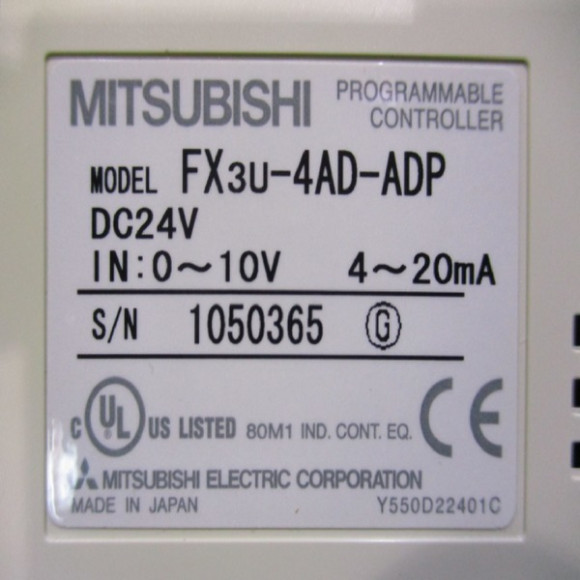 MITSUBISHI PROGRAMMABLE CONTROLLER
MODEL FX3U-4AD-ADP
DC24V
IN:0～10V 4～20mA
S/N 1050365 G
C UL US LISTED 80M1 IND. CONT. EQ. CE
MITSUBISHI ELECTRIC CORPORATION
MADE IN JAPAN Y550D22401C